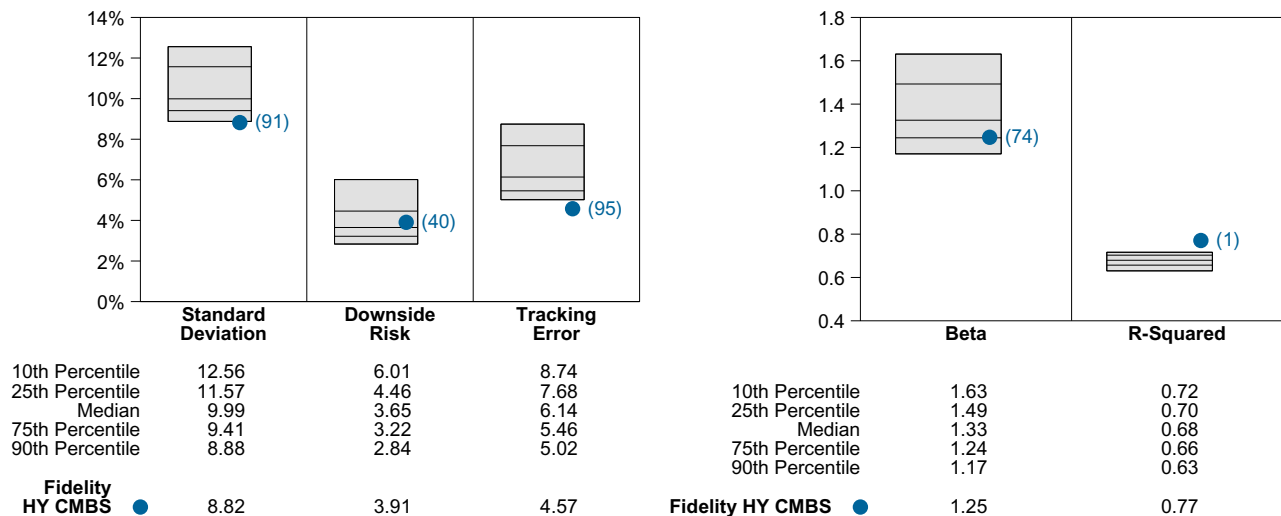 14%
12%
10%
8%
6%
4%
2%
0%
(91)
(40)
(95)
Standard Deviation
Downside Risk
Tracking Error
10th Percentile 12.56 6.01 8.74
25th Percentile 11.57 4.46 7.68
Median 9.99 3.65 6.14
75th Percentile 9.41 3.22 5.46
90th Percentile 8.88 2.84 5.02
Fidelity
HY CMBS 8.82 3.91 4.57
1.8
1.6
1.4
1.2
1.0
0.8
0.6
0.4
(74)
(1)
Beta R-Squared
10th Percentile 1.63 0.72
25th Percentile 1.49 0.70
Median 1.33 0.68
75th Percentile 1.24 0.66
90th Percentile 1.17 0.63
Fidelity HY CMBS 1.25 0.77